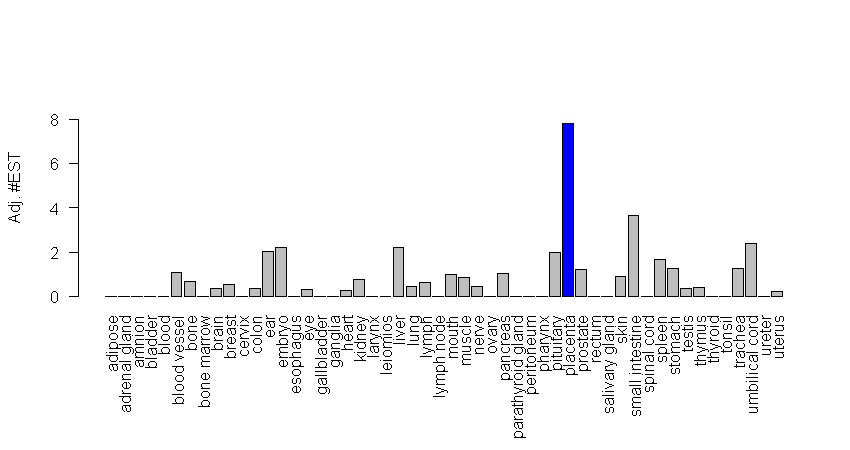 Adj. #EST
8
6
4
2
0
adipose
adrenal gland
amnion
bladder
blood
blood vessel
bone
bone marrow
brain
breast
cervix
colon
ear
embryo
esophagus
eye
gallbladder
ganglia
heart
kidney
larynx
leiomios
liver
lung
lymph
lymph node
mouth
muscle
nerve
ovary
pancreas
parathyroid gland
peritoneum
pharynx
pituitary
placenta
prostate
rectum
salivary gland
skin
small intestine
spinal cord
spleen
stomach
testis
thymus
thyroid
tonsil
trachea
umbilical cord
ureter
uterus